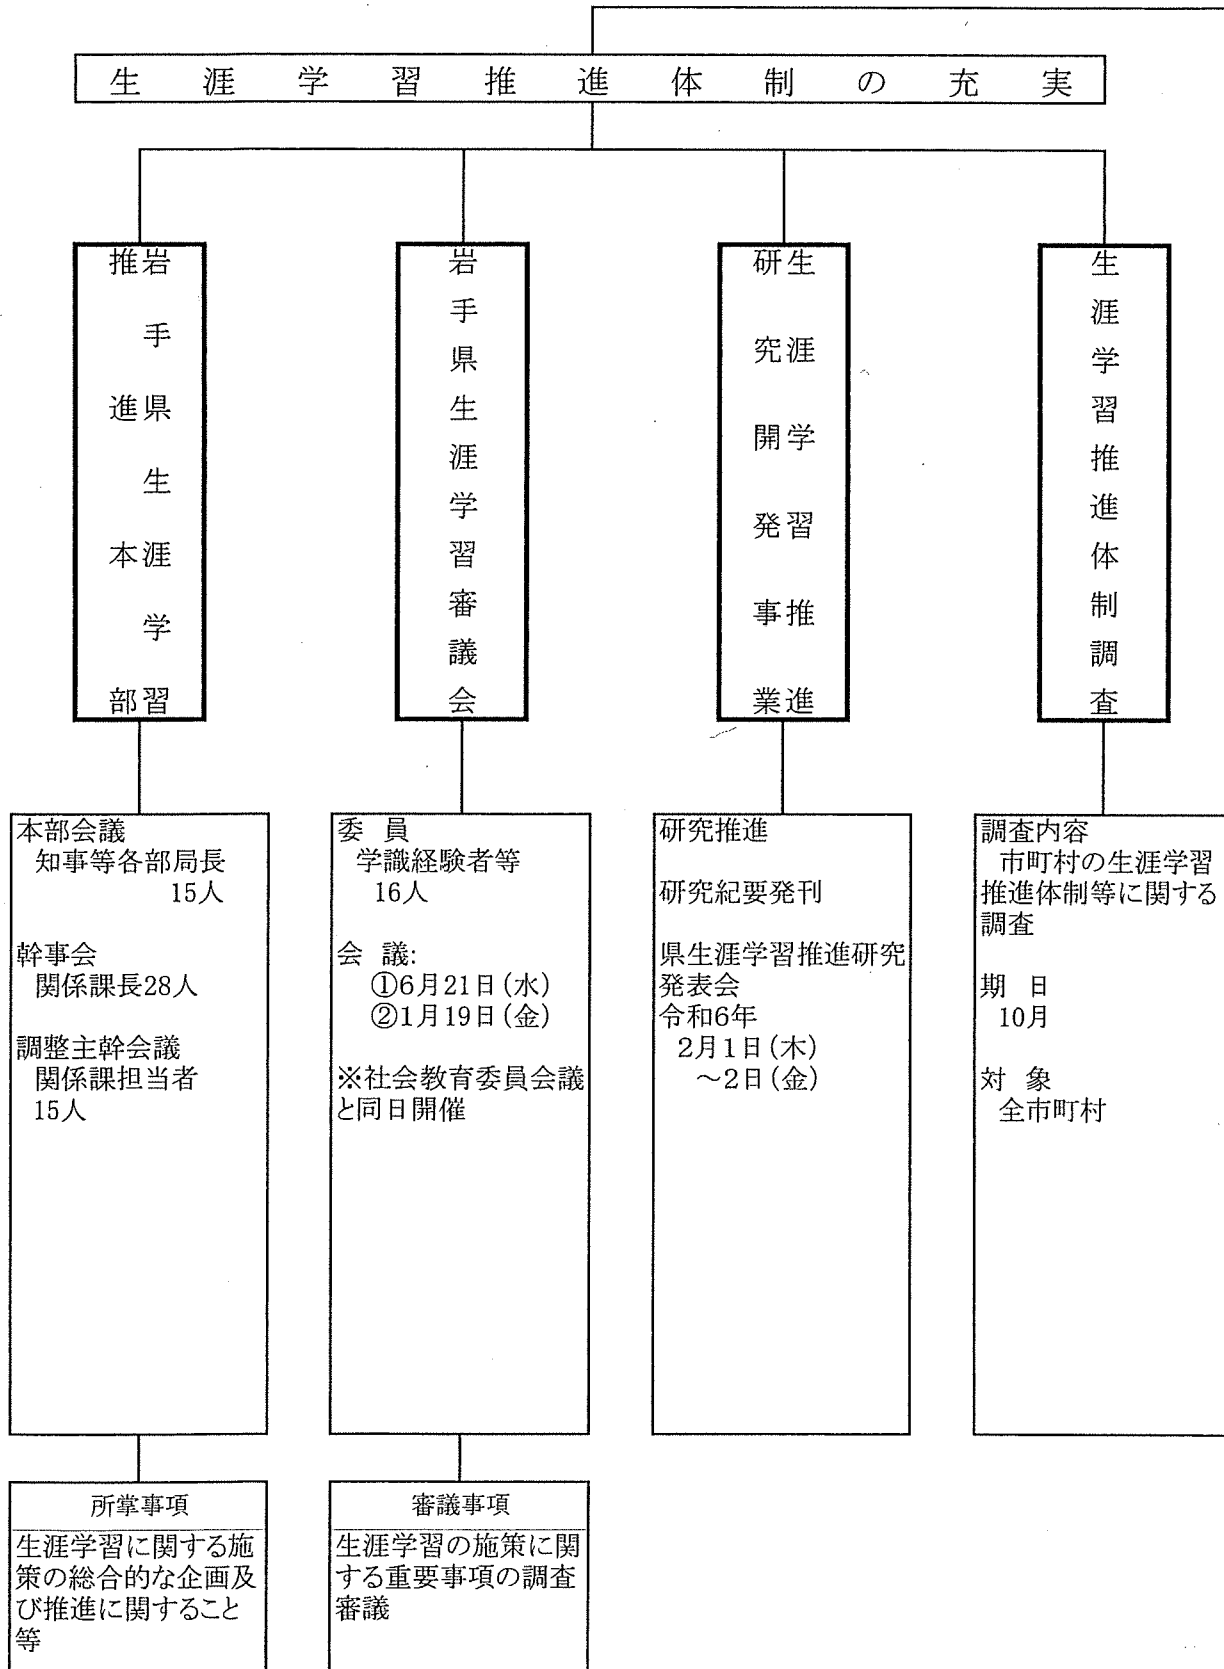 生涯学習推進体制の充実
岩手県生涯学習
推進本部
岩手県生涯学習審議会
生涯学習推進
研究開発事業
生涯学習推進体制調査
本部会議
知事等各部局長
15人
幹事会
関係課長28人
調整主幹会議
関係課担当者
15人
委 員
学識経験者等
16人
会 議:
①6月21日(水)
②1月19日(金)
※社会教育委員会議
と同日開催
研究推進
研究紀要発刊
県生涯学習推進研究
発表会
令和6年
2月1日(木)
～2日(金)
調査内容
市町村の生涯学習
推進体制等に関する
調査
期 日
10月
対 象
全市町村
所掌事項
生涯学習に関する施
策の総合的な企画及
び推進に関すること
等
審議事項
生涯学習の施策に関
する重要事項の調査
審議